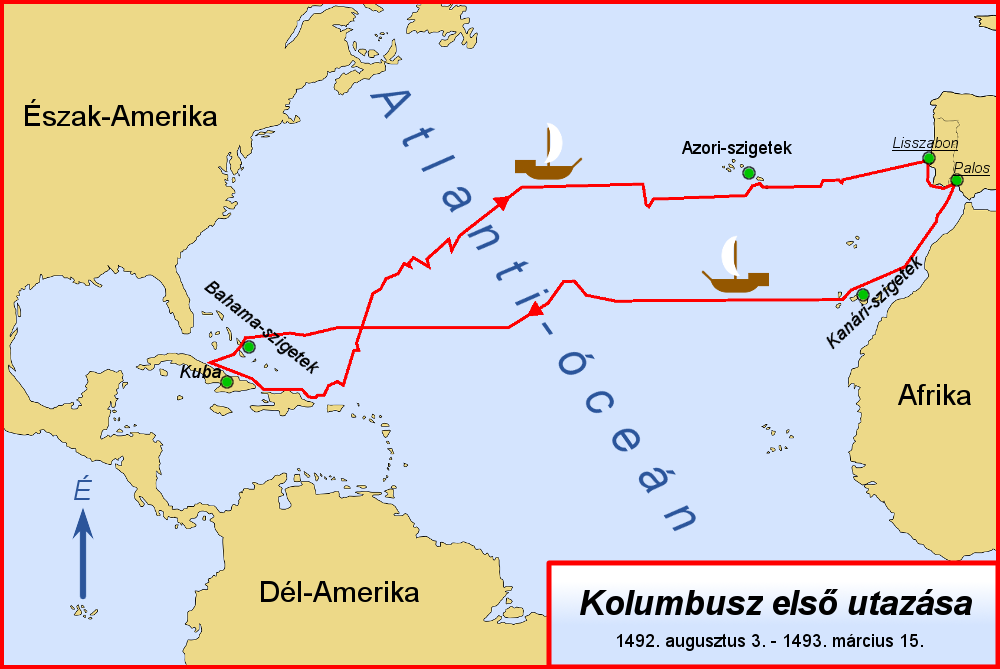 Észak-Amerika
Atlanti-óceán
Azori-szigetek
Lisszabon
Palos
Bahama-szigetek
Kanári-szigetek
Kuba
Afrika
É
Dél-Amerika
Kolumbusz első utazása
1492. augusztus 3. - 1493. március 15.